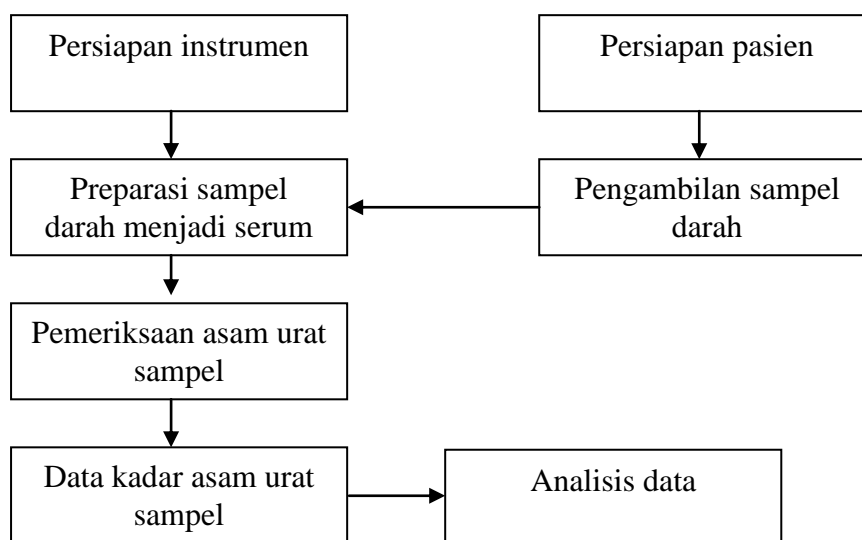 Persiapan instrumen
Persiapan pasien
Preparasi sampel
darah menjadi serum
Pengambilan sampel
darah
Pemeriksaan asam urat
sampel
Data kadar asam urat
sampel
Analisis data